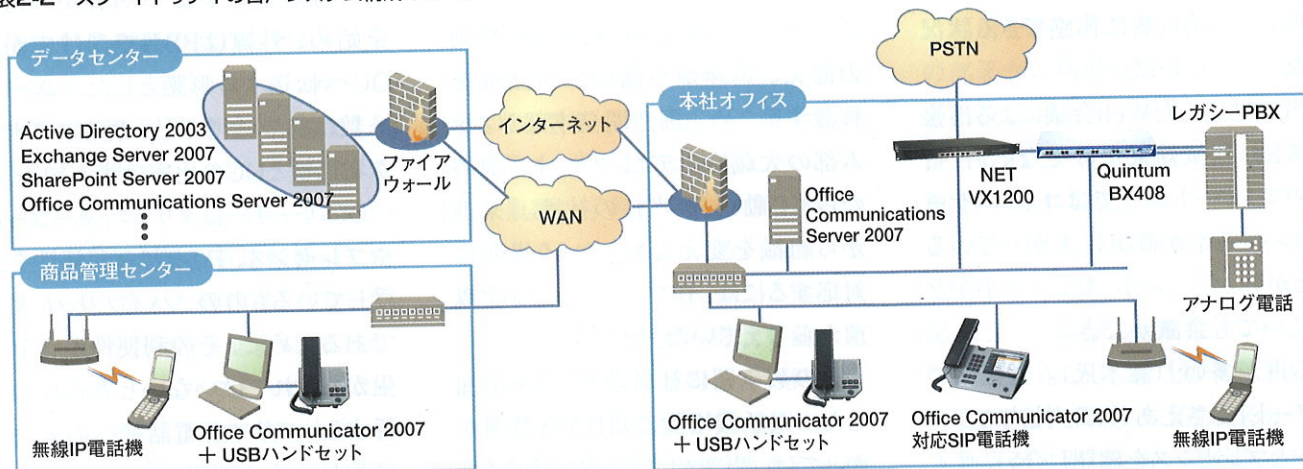 表2-2
データセンター
Active Directory 2003
Exchange Server 2007
SharePoint Server 2007
Office Communications Server 2007
ファイア
ウォール
インターネット
WAN
商品管理センター
無線IP電話機
Office Communicator 2007
＋USBハンドセット
PSTN
本社オフィス
Office
Communications
Server 2007
NET
VX1200
Quintum
BX408
レガシーPBX
アナログ電話
Office Communicator 2007
＋USBハンドセット
Office Communicator 2007
対応SIP電話機
無線IP電話機